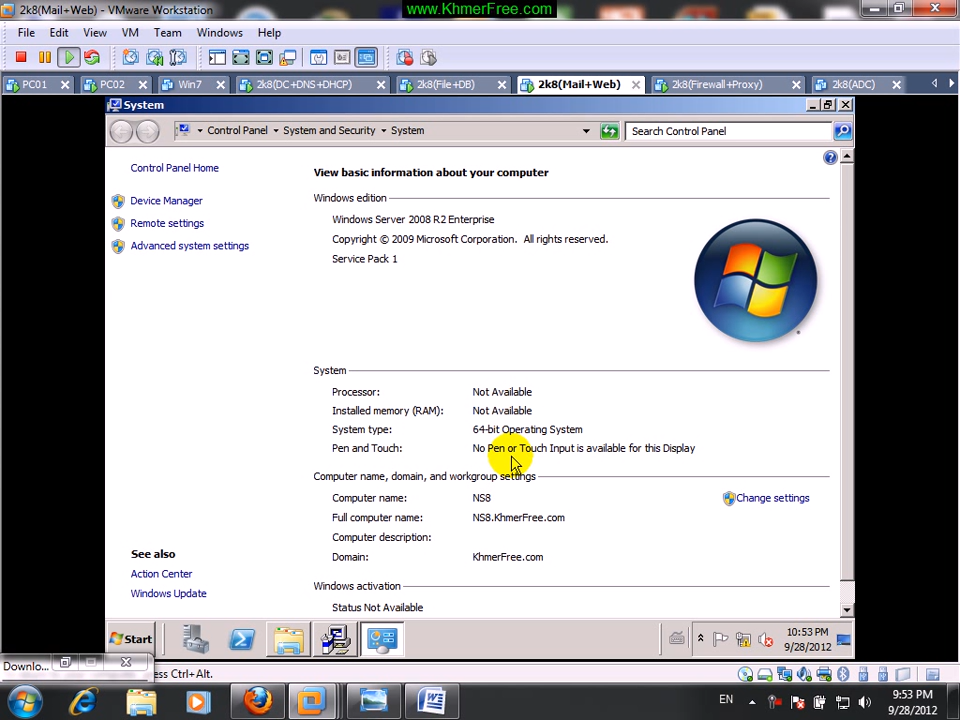 2k8(Mail+Web) - VMware Workstation
www.KhmerFree.com
File Edit View VM Team Windows Help
PC01 PC02 Win7 2k8(DC+DNS+DHCP) 2k8(File+DB) 2k8(Mail+Web) 2k8(Firewall+Proxy) 2k8(ADC)
System
Control Panel System and Security System Search Control Panel
Control Panel Home
Device Manager
Remote settings
Advanced system settings
View basic information about your computer
Windows edition
Windows Server 2008 R2 Enterprise
Copyright © 2009 Microsoft Corporation. All rights reserved.
Service Pack 1
System
Processor: Not Available
Installed memory (RAM): Not Available
System type: 64-bit Operating System
Pen and Touch: No Pen or Touch Input is available for this Display
Computer name, domain, and workgroup settings
Computer name: NS8 Change settings
Full computer name: NS8.KhmerFree.com
Computer description:
Domain: KhmerFree.com
Windows activation
Status Not Available
See also
Action Center
Windows Update
Start
10:53 PM
9/28/2012
Downlo...
ss Ctrl+Alt.
EN
9:53 PM
9/28/2012